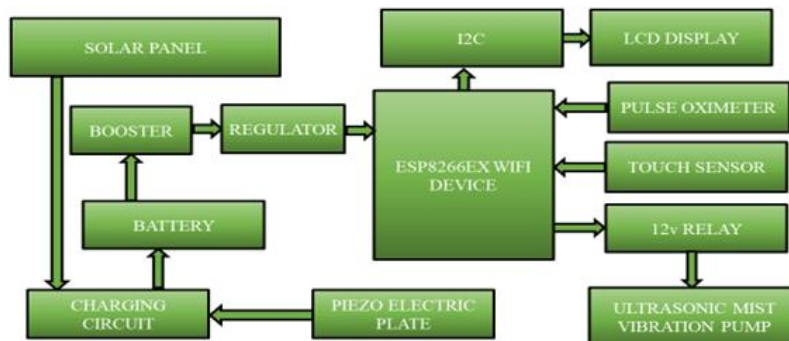 SOLAR PANEL
I2C
LCD DISPLAY
BOOSTER
REGULATOR
ESP8266EX WIFI
DEVICE
PULSE OXIMETER
TOUCH SENSOR
BATTERY
12v RELAY
CHARGING
CIRCUIT
PIEZO ELECTRIC
PLATE
ULTRASONIC MIST
VIBRATION PUMP